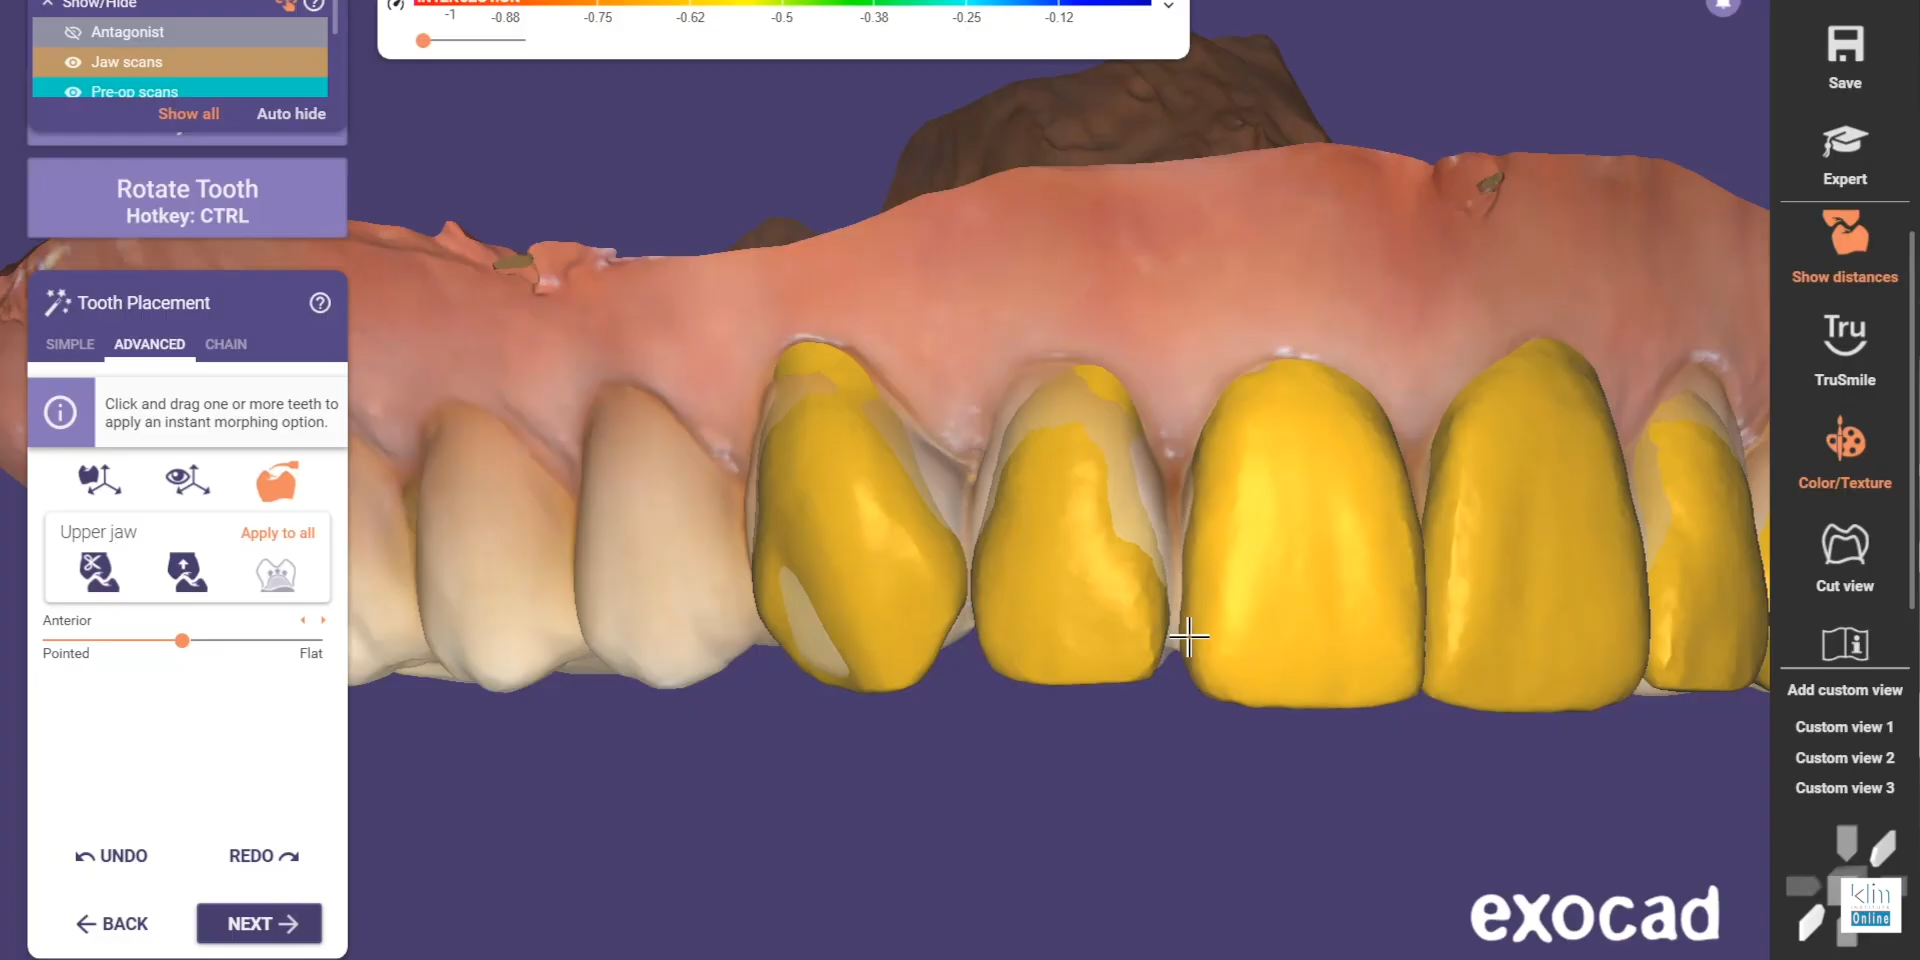 Show/Hide
Antagonist
Jaw scans
Pre-op scans
Show all
Auto hide
Rotate Tooth
Hotkey: CTRL
Tooth Placement
SIMPLE
ADVANCED
CHAIN
Click and drag one or more teeth to
apply an instant morphing option.
Upper jaw
Apply to all
Anterior
Pointed
Flat
UNDO
REDO
BACK
NEXT
INTERSECTION
-1
-0.88
-0.75
-0.62
-0.5
-0.38
-0.25
-0.12
Save
Expert
Show distances
Tru
TruSmile
Color/Texture
Cut view
Add custom view
Custom view 1
Custom view 2
Custom view 3
exocad
klim
INSTITUTE
Online